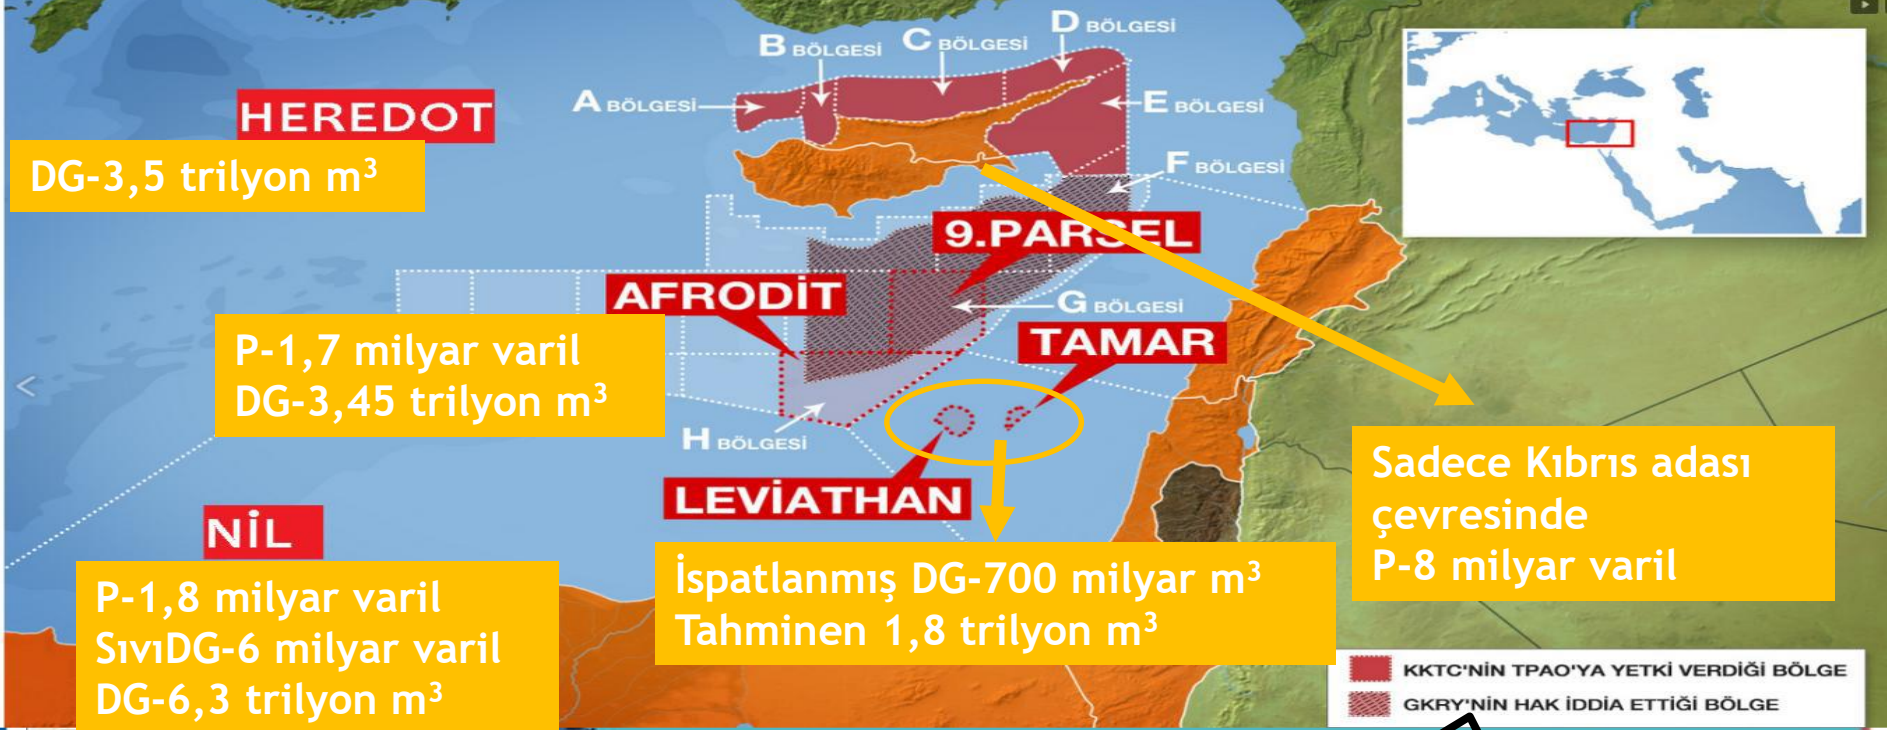 D BÖLGESİ
B BÖLGESİ
C BÖLGESİ
A BÖLGESİ
E BÖLGESİ
HEREDOT
DG-3,5 trilyon m³
F BÖLGESİ
9.PARSEL
AFRODİT
G BÖLGESİ
TAMAR
P-1,7 milyar varil
DG-3,45 trilyon m³
H BÖLGESİ
LEVİATHAN
Sadece Kıbrıs adası
çevresinde
P-8 milyar varil
NİL
P-1,8 milyar varil
SıvıDG-6 milyar varil
DG-6,3 trilyon m³
İspatlanmış DG-700 milyar m³
Tahminen 1,8 trilyon m³
KKTC'NİN TPAO'YA YETKİ VERDİĞİ BÖLGE
GKRY'NİN HAK İDDİA ETTİĞİ BÖLGE